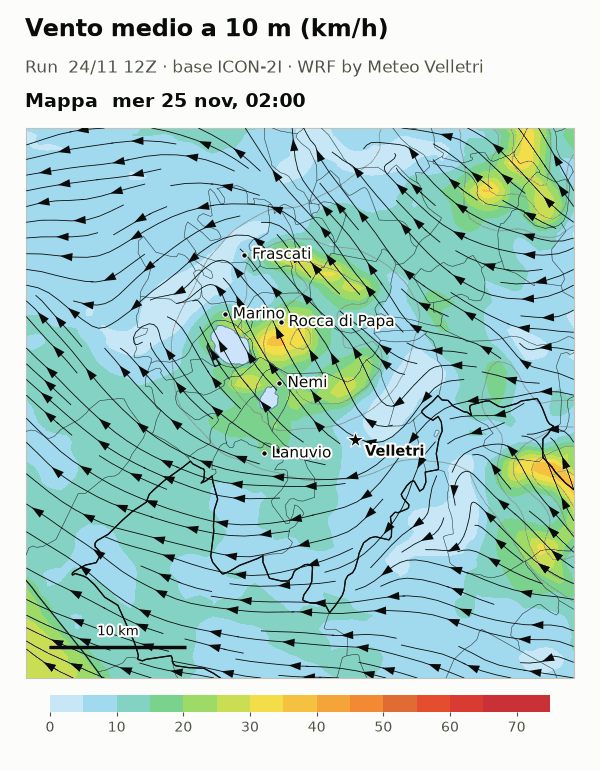 Vento medio a 10 m (km/h)
Run 24/11 12Z · base ICON-2I · WRF by Meteo Velletri
Mappa mer 25 nov, 02:00
Frascati
Marino
Rocca di Papa
Nemi
Velletri
Lanuvio
10 km
0 10 20 30 40 50 60 70